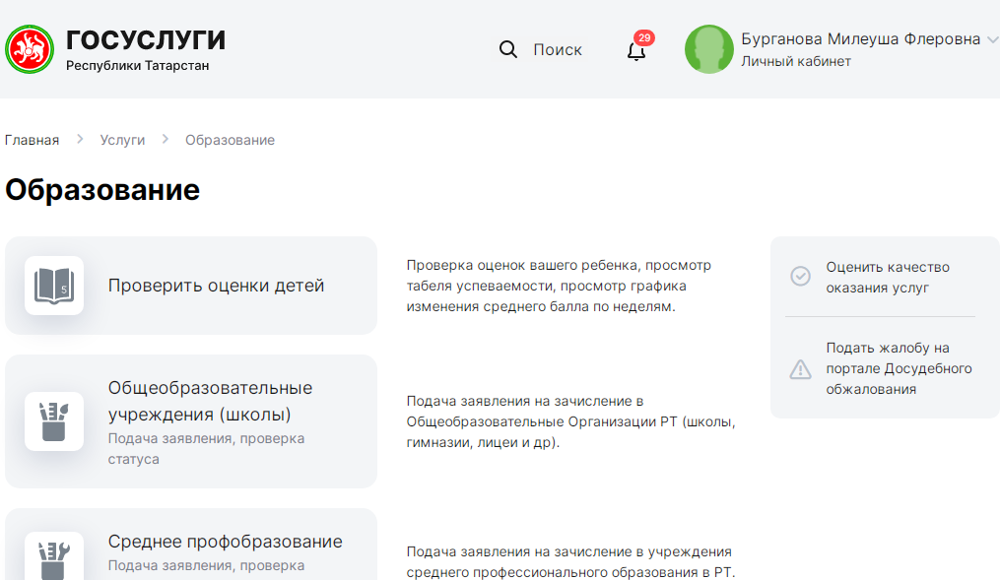 ГОСУСЛУГИ
Республики Татарстан
Поиск
29
Бурганова Милеуша Флеровна
Личный кабинет
Главная
Услуги
Образование
Образование
5
Проверить оценки детей
Проверка оценок вашего ребенка, просмотр
табеля успеваемости, просмотр графика
изменения среднего балла по неделям.
Общеобразовательные
учреждения (школы)
Подача заявления, проверка
статуса
Подача заявления на зачисление в
Общеобразовательные Организации РТ (школы,
гимназии, лицеи и др).
Среднее профобразование
Подача заявления, проверка
Подача заявления на зачисление в учреждения
среднего профессионального образования в РТ.
Оценить качество
оказания услуг
Подать жалобу на
портале Досудебного
обжалования